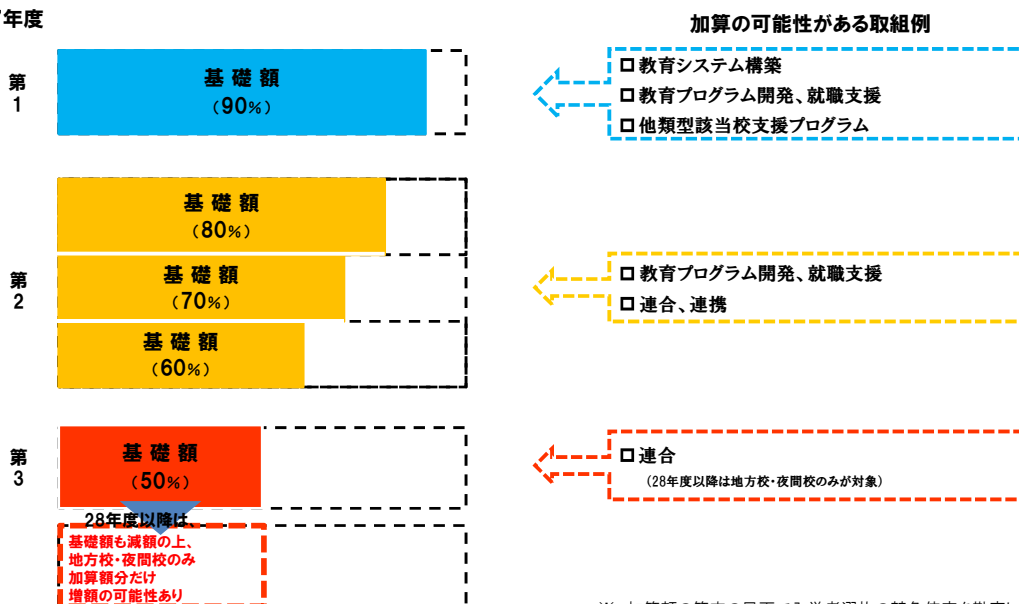 年度
加算の可能性がある取組例
第
1
基礎額
(90%)
□教育システム構築
□教育プログラム開発、就職支援
□他類型該当校支援プログラム
第
2
基礎額
(80%)
基礎額
(70%)
基礎額
(60%)
□教育プログラム開発、就職支援
□連合、連携
第
3
基礎額
(50%)
□連合
(28年度以降は地方校・夜間校のみが対象)
28年度以降は、
基礎額も減額の上、
地方校・夜間校のみ
加算額分だけ
増額の可能性あり